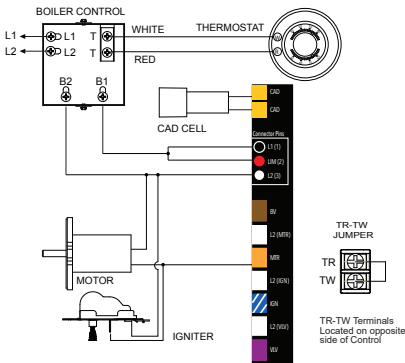 BOILER CONTROL
L1
L1
T
WHITE
THERMOSTAT
W
L2
L2
T
RED
R
B2
B1
CAD
CAD
CAD CELL
Connector Pins
L1 (1)
LIM (2)
L2 (3)
BV
L2 (MTR)
MTR
L2 (IGN)
IGN
L2 (VLV)
VLV
MOTOR
IGNITER
TR-TW
JUMPER
TR
TW
TR-TW Terminals
Located on opposite
side of Control